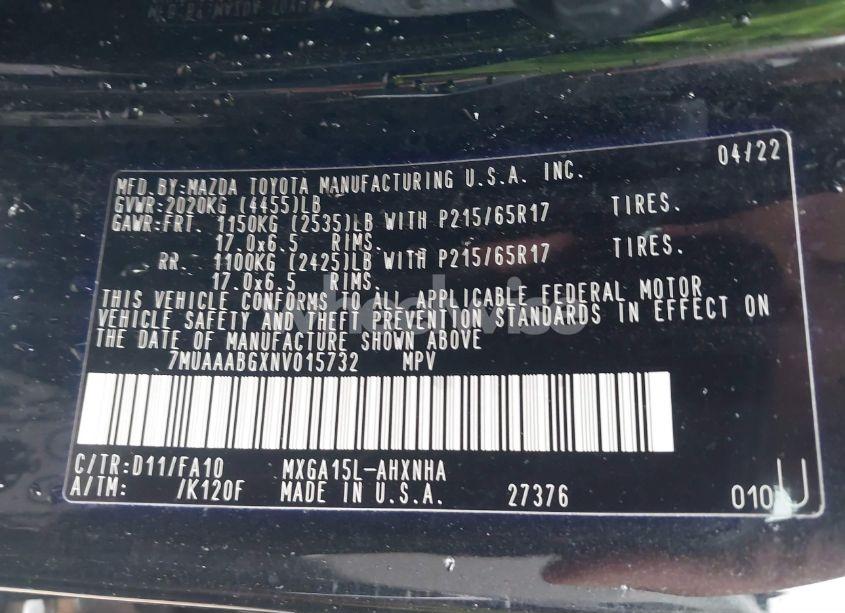 04/22
MFD. BY:MAZDA TOYOTA MANUFACTURING U.S.A. INC.
GVWR:2020KG (4455)LB
GAWR:FRT. 1150KG (2535)LB WITH P215/65R17 TIRES.
17.0x6.5 RIMS.
RR. 1100KG (2425)LB WITH P215/65R17 TIRES.
17.0x6.5 RIMS.
THIS VEHICLE CONFORMS TO ALL APPLICABLE FEDERAL MOTOR
VEHICLE SAFETY AND THEFT PREVENTION STANDARDS IN EFFECT ON
THE DATE OF MANUFACTURE SHOWN ABOVE
7MUAAABGXNV015732 MPV
C/TR:D11/FA10 MXGA15L-AHXNHA
A/TM: /K120F MADE IN U.S.A. 27376 010 U